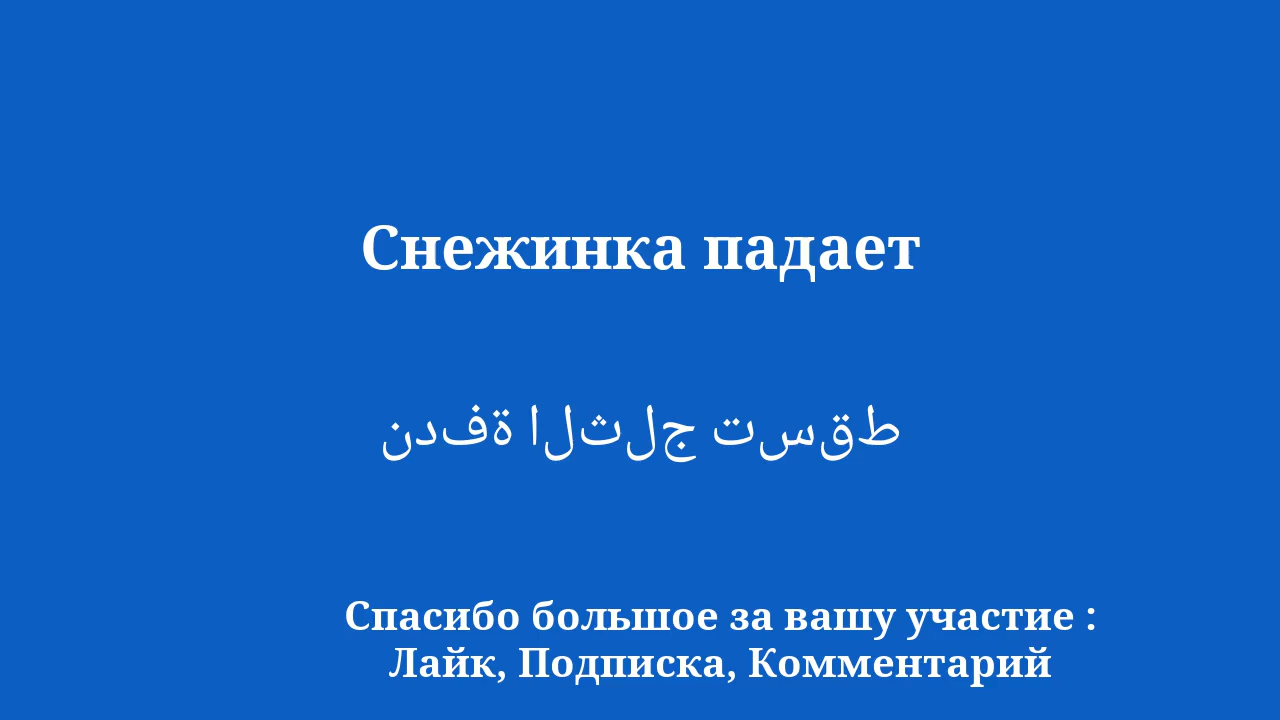 Снежинка падает
ندفة الثلج تسقط
Спасибо большое за вашу участие :
Лайк, Подписка, Комментарий